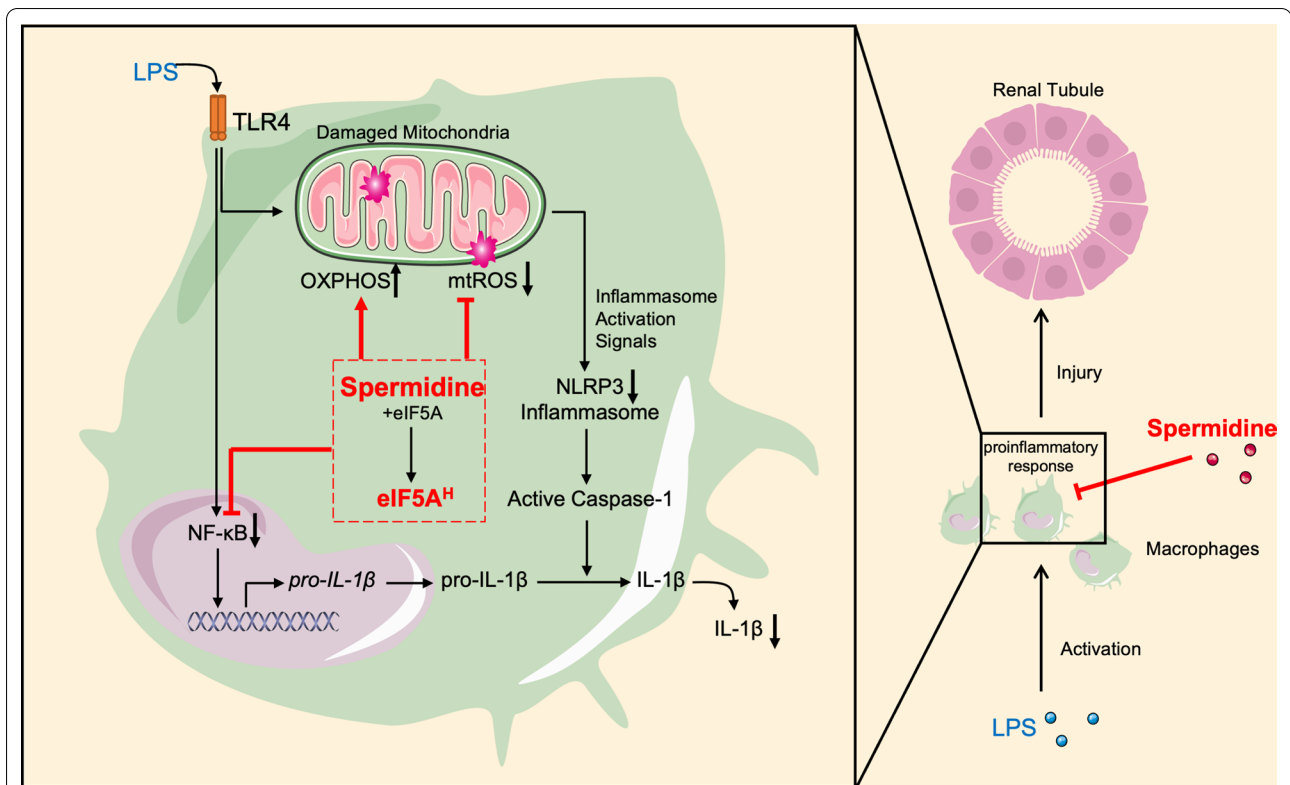 LPS
TLR4
Damaged Mitochondria
OXPHOS
mtROS
Inflammasome
Activation
Signals
Spermidine
+eIF5A
eIF5Aᴴ
NLRP3
Inflammasome
Active Caspase-1
NF-κB
pro-IL-1β
pro-IL-1β
IL-1β
IL-1β
Renal Tubule
Injury
Spermidine
proinflammatory
response
Macrophages
Activation
LPS